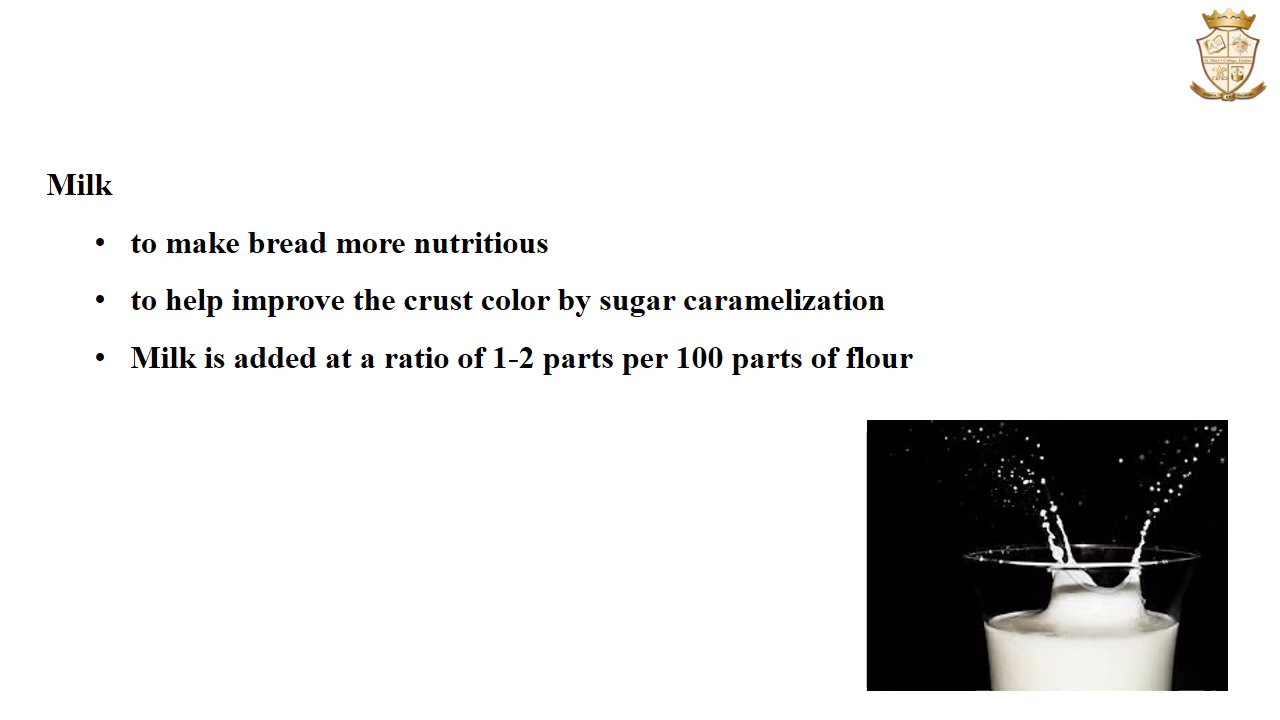 Milk
• to make bread more nutritious
• to help improve the crust color by sugar caramelization
• Milk is added at a ratio of 1-2 parts per 100 parts of flour